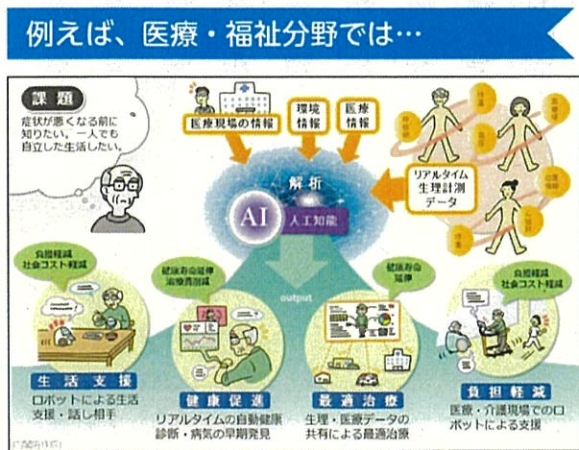 例えば、医療・福祉分野では…
課題
症状が悪くなる前に
知りたい。一人でも
自立した生活したい。
医療現場の情報
環境
情報
医療
情報
解析
AI 人工知能
リアルタイム
生理計測
データ
output
負担軽減
社会コスト軽減
健康寿命延伸
治療費削減
健康寿命
延伸
負担軽減
社会コスト軽減
生活支援
ロボットによる生活
支援・話し相手
健康促進
リアルタイムの自動健康
診断・病気の早期発見
最適治療
生理・医療データの
共有による最適治療
負担軽減
医療・介護現場でのロ
ボットによる支援